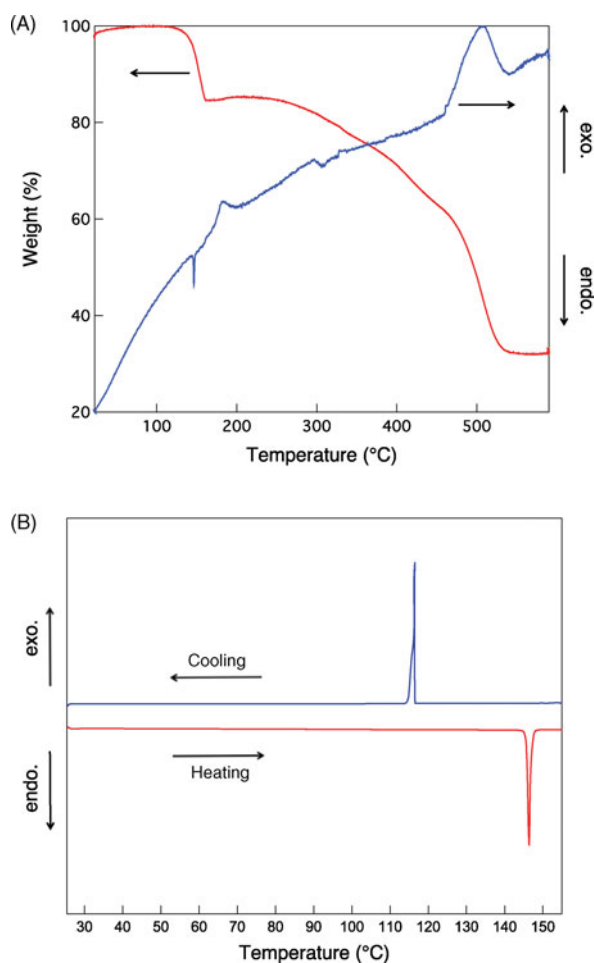 (A)
100
80
60
40
20
Weight (%)
exo.
endo.
100
200
300
400
500
Temperature (°C)
(B)
exo.
endo.
Cooling
Heating
30 40 50 60 70 80 90 100 110 120 130 140 150
Temperature (°C)